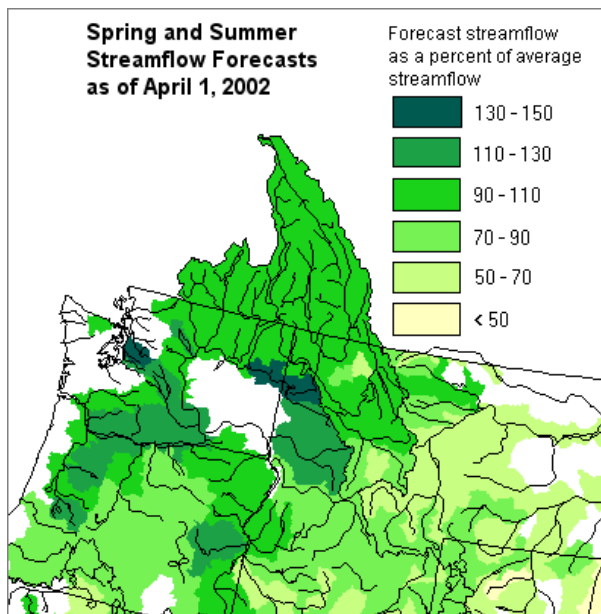 Spring and Summer
Streamflow Forecasts
as of April 1, 2002
Forecast streamflow
as a percent of average
streamflow
130 - 150
110 - 130
90 - 110
70 - 90
50 - 70
< 50